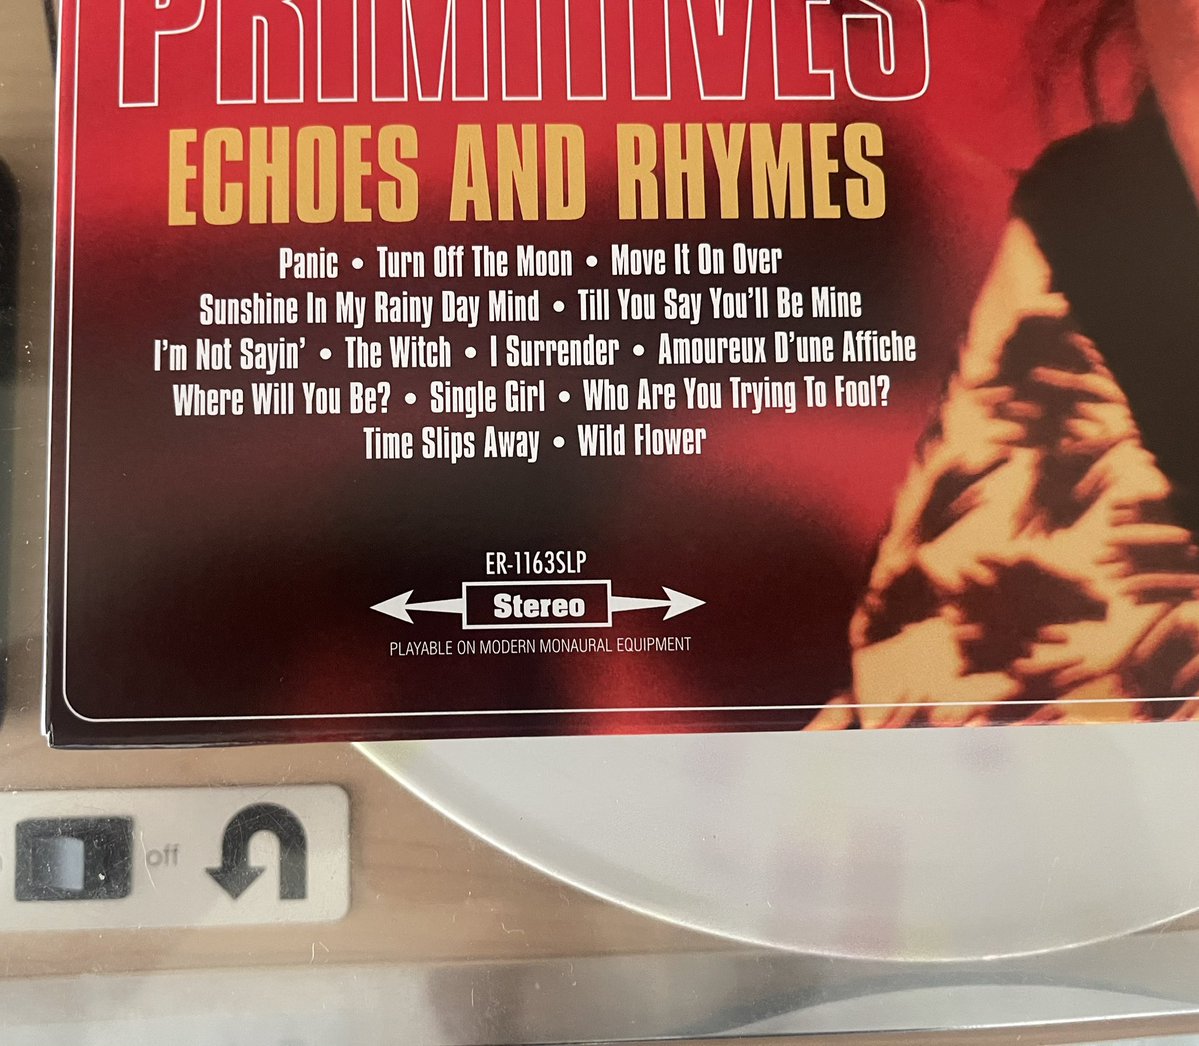 PRIMITIVES
ECHOES AND RHYMES
Panic • Turn Off The Moon • Move It On Over
Sunshine In My Rainy Day Mind • Till You Say You'll Be Mine
I'm Not Sayin' • The Witch • I Surrender • Amoureux D'une Affiche
Where Will You Be? • Single Girl • Who Are You Trying To Fool?
Time Slips Away • Wild Flower
ER-1163SLP
Stereo
PLAYABLE ON MODERN MONAURAL EQUIPMENT
off